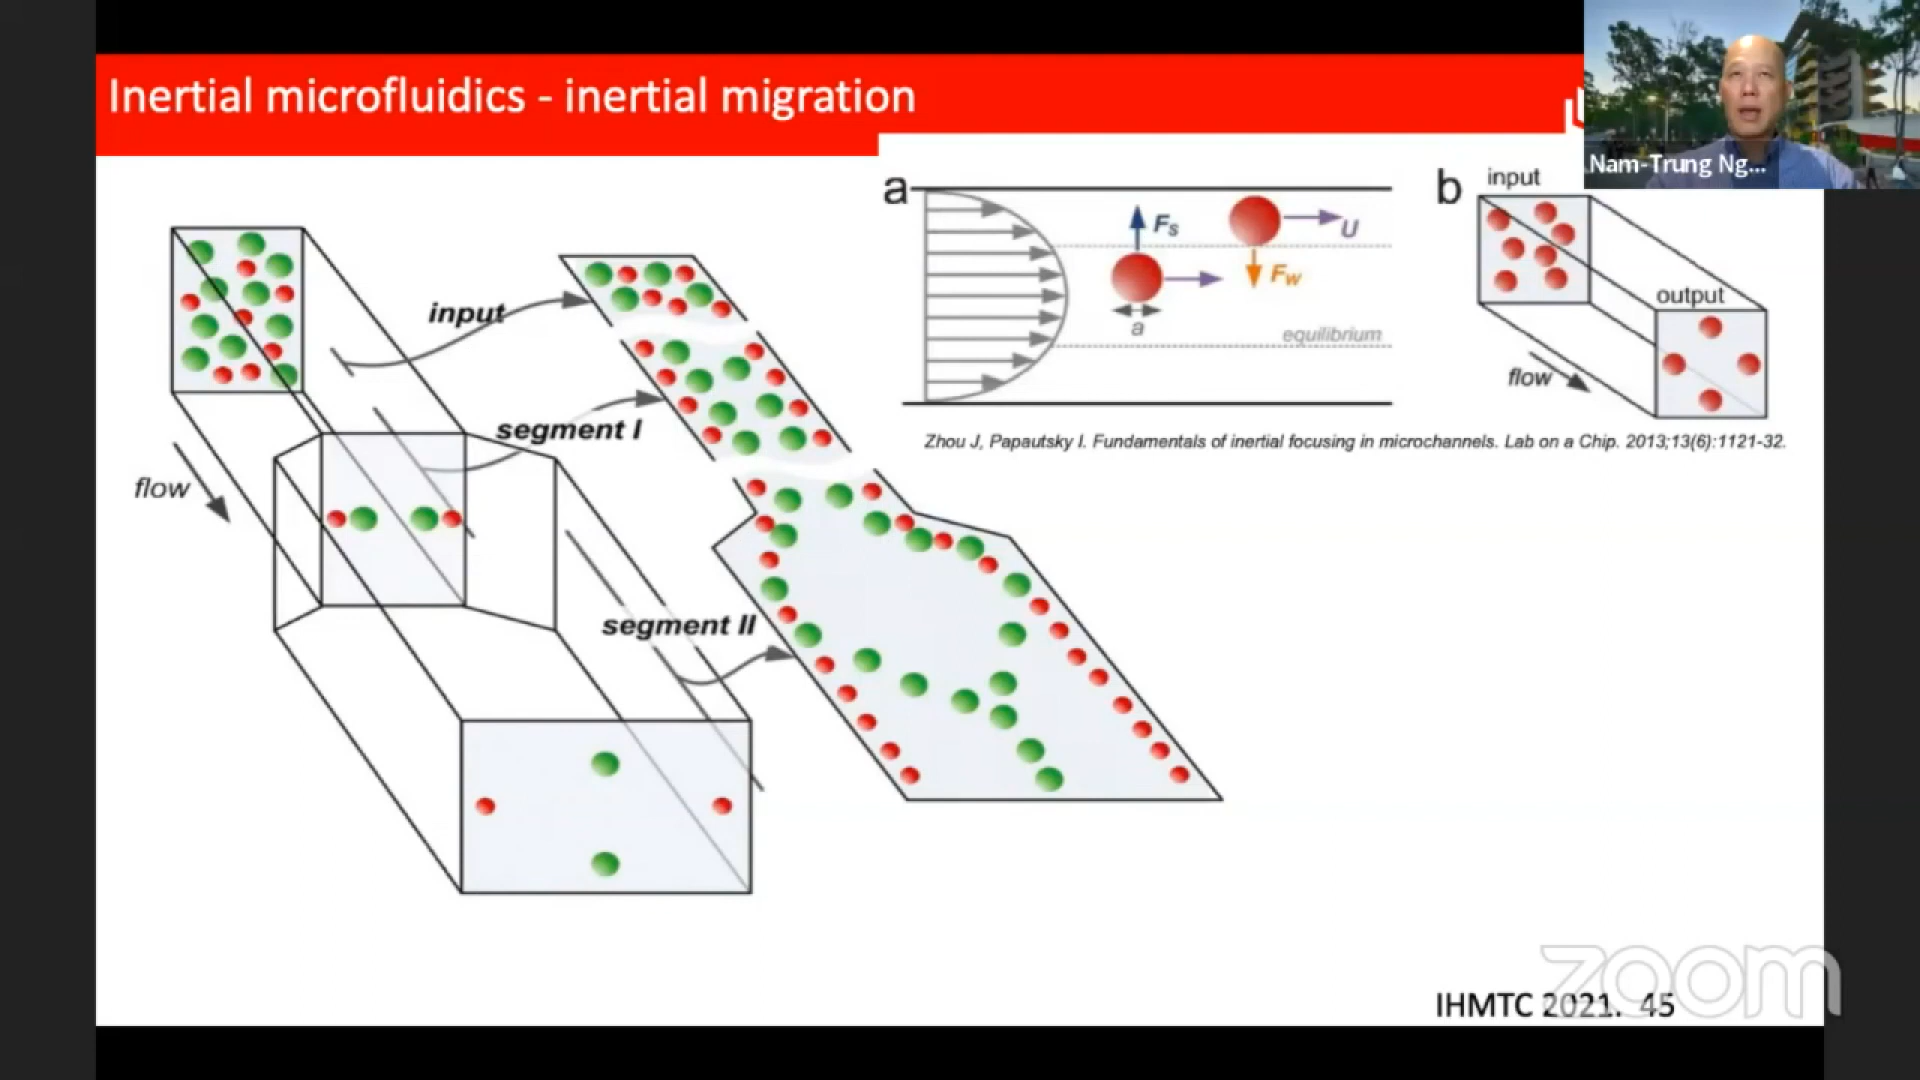 Inertial microfluidics - inertial migration
Nam-Trung Ng...
a
Fs
U
Fw
a
equilibrium
b
input
output
flow
Zhou J, Papautsky I. Fundamentals of inertial focusing in microchannels. Lab on a Chip. 2013;13(6):1121-32.
input
segment I
flow
segment II
IHMTC 2021. 45
zoom